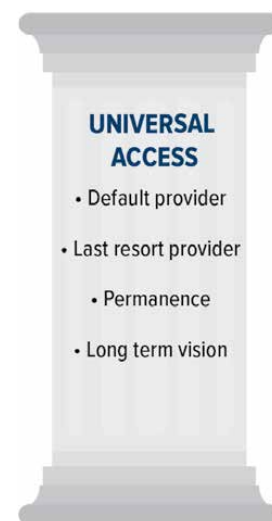 UNIVERSAL
ACCESS
• Default provider
• Last resort provider
• Permanence
• Long term vision